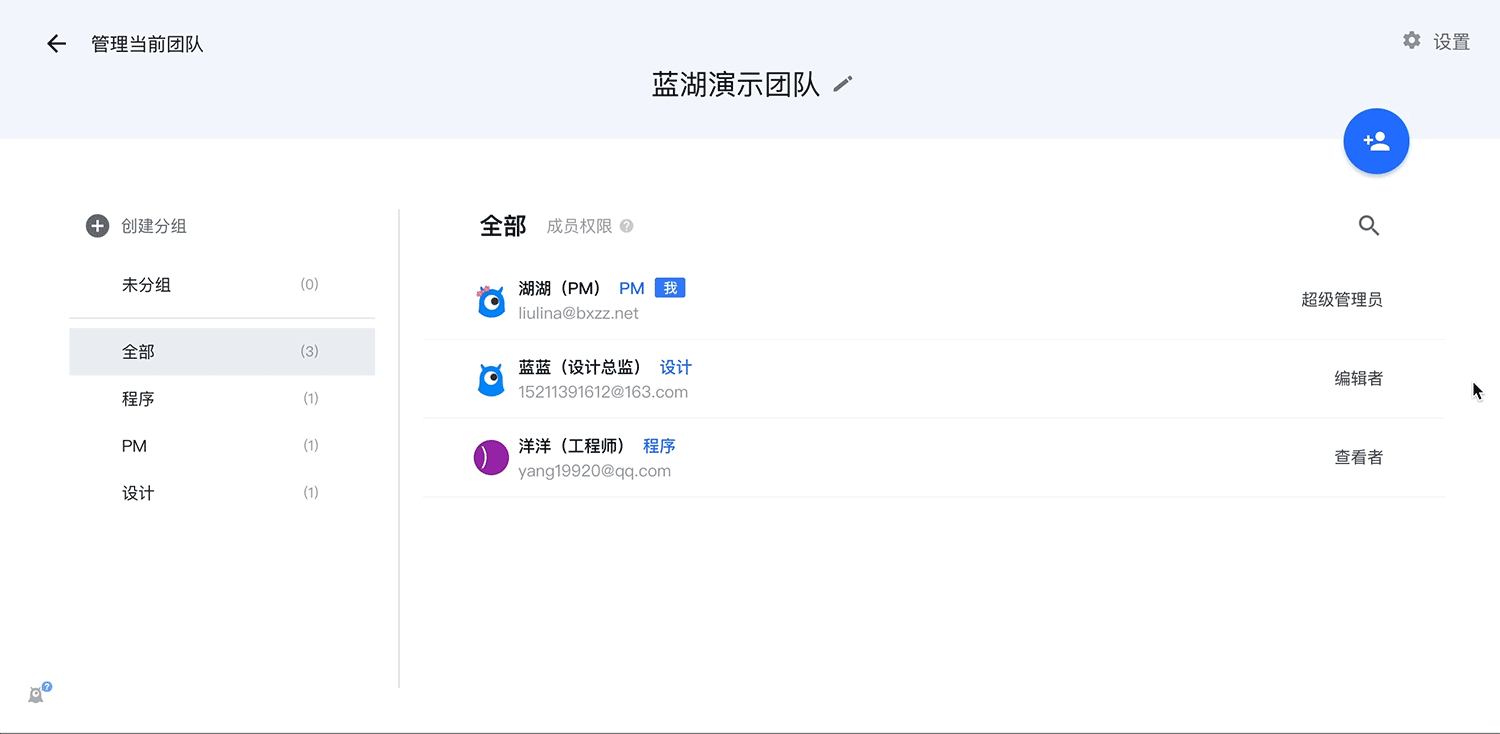 管理当前团队
设置
蓝湖演示团队
创建分组
未分组 (0)
全部 (3)
程序 (1)
PM (1)
设计 (1)
全部 成员权限 ?
湖湖（PM） PM 我
liulina@bxzz.net
超级管理员
蓝蓝（设计总监） 设计
15211391612@163.com
编辑者
洋洋（工程师） 程序
yang19920@qq.com
查看者
?